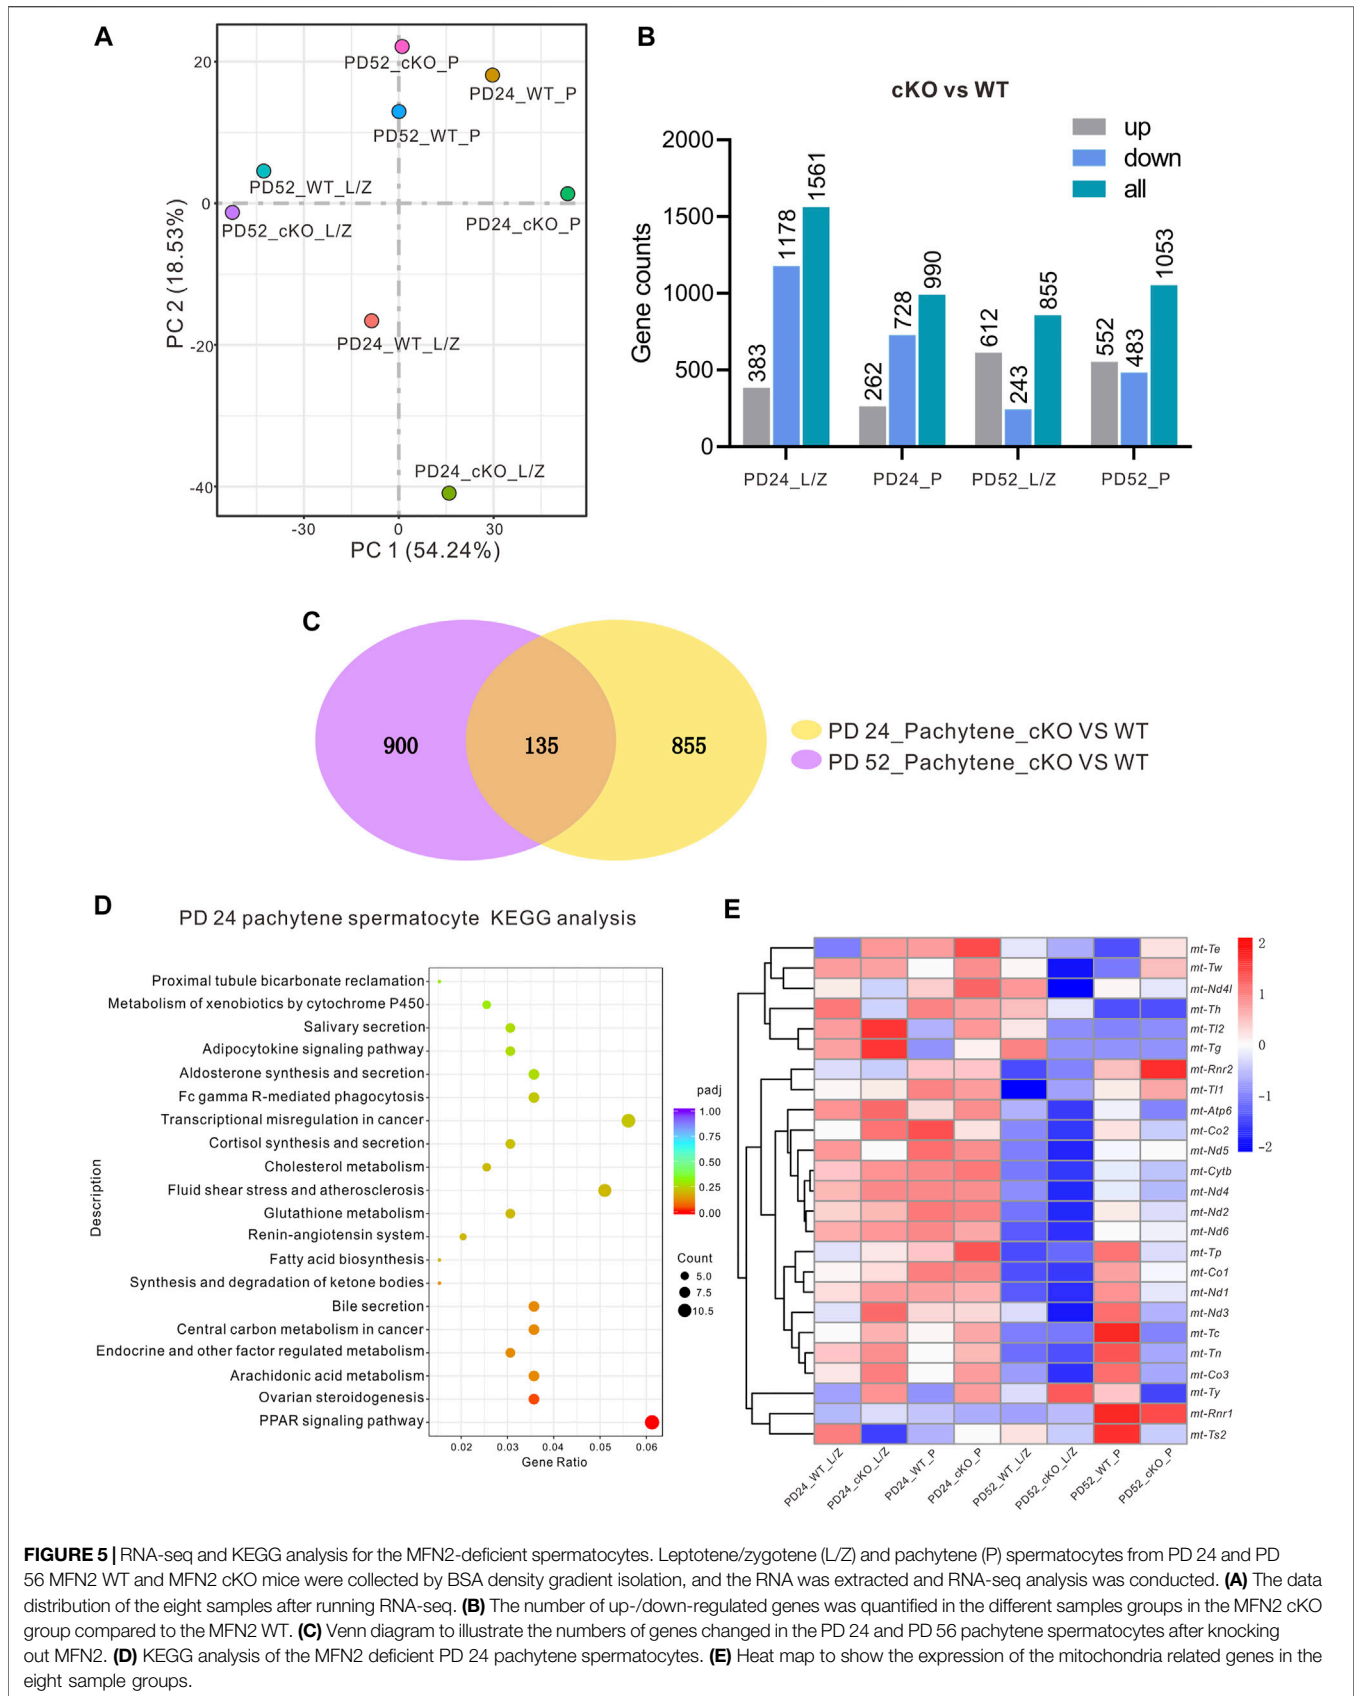 A
PD52_cKO_P
PD24_WT_P
PD52_WT_P
PD52_WT_L/Z
PD52_cKO_L/Z
PD24_cKO_P
PD24_WT_L/Z
PD24_cKO_L/Z
20
0
-20
-40
-30
0
30
PC 2 (18.53%)
PC 1 (54.24%)
B
cKO vs WT
up
down
all
Gene counts
2000
1500
1000
500
0
383
1178
1561
262
728
990
612
243
855
552
483
1053
PD24_L/Z
PD24_P
PD52_L/Z
PD52_P
C
900
135
855
PD 24_Pachytene_cKO VS WT
PD 52_Pachytene_cKO VS WT
D
PD 24 pachytene spermatocyte KEGG analysis
Description
Proximal tubule bicarbonate reclamation
Metabolism of xenobiotics by cytochrome P450
Salivary secretion
Adipocytokine signaling pathway
Aldosterone synthesis and secretion
Fc gamma R-mediated phagocytosis
Transcriptional misregulation in cancer
Cortisol synthesis and secretion
Cholesterol metabolism
Fluid shear stress and atherosclerosis
Glutathione metabolism
Renin-angiotensin system
Fatty acid biosynthesis
Synthesis and degradation of ketone bodies
Bile secretion
Central carbon metabolism in cancer
Endocrine and other factor regulated metabolism
Arachidonic acid metabolism
Ovarian steroidogenesis
PPAR signaling pathway
0.02
0.03
0.04
0.05
0.06
Gene Ratio
padj
1.00
0.75
0.50
0.25
0.00
Count
5.0
7.5
10.5
E
mt-Te
mt-Tw
mt-Nd4l
mt-Th
mt-Tl2
mt-Tg
mt-Rnr2
mt-Tl1
mt-Atp6
mt-Co2
mt-Nd5
mt-Cytb
mt-Nd4
mt-Nd2
mt-Nd6
mt-Tp
mt-Co1
mt-Nd1
mt-Nd3
mt-Tc
mt-Tn
mt-Co3
mt-Ty
mt-Rnr1
mt-Ts2
2
1
0
-1
-2
PD24_WT_L/Z
PD24_cKO_L/Z
PD24_WT_P
PD24_cKO_P
PD52_WT_L/Z
PD52_cKO_L/Z
PD52_WT_P
PD52_cKO_P
FIGURE 5 | RNA-seq and KEGG analysis for the MFN2-deficient spermatocytes. Leptotene/zygotene (L/Z) and pachytene (P) spermatocytes from PD 24 and PD
56 MFN2 WT and MFN2 cKO mice were collected by BSA density gradient isolation, and the RNA was extracted and RNA-seq analysis was conducted. (A) The data
distribution of the eight samples after running RNA-seq. (B) The number of up-/down-regulated genes was quantified in the different samples groups in the MFN2 cKO
group compared to the MFN2 WT. (C) Venn diagram to illustrate the numbers of genes changed in the PD 24 and PD 56 pachytene spermatocytes after knocking
out MFN2. (D) KEGG analysis of the MFN2 deficient PD 24 pachytene spermatocytes. (E) Heat map to show the expression of the mitochondria related genes in the
eight sample groups.